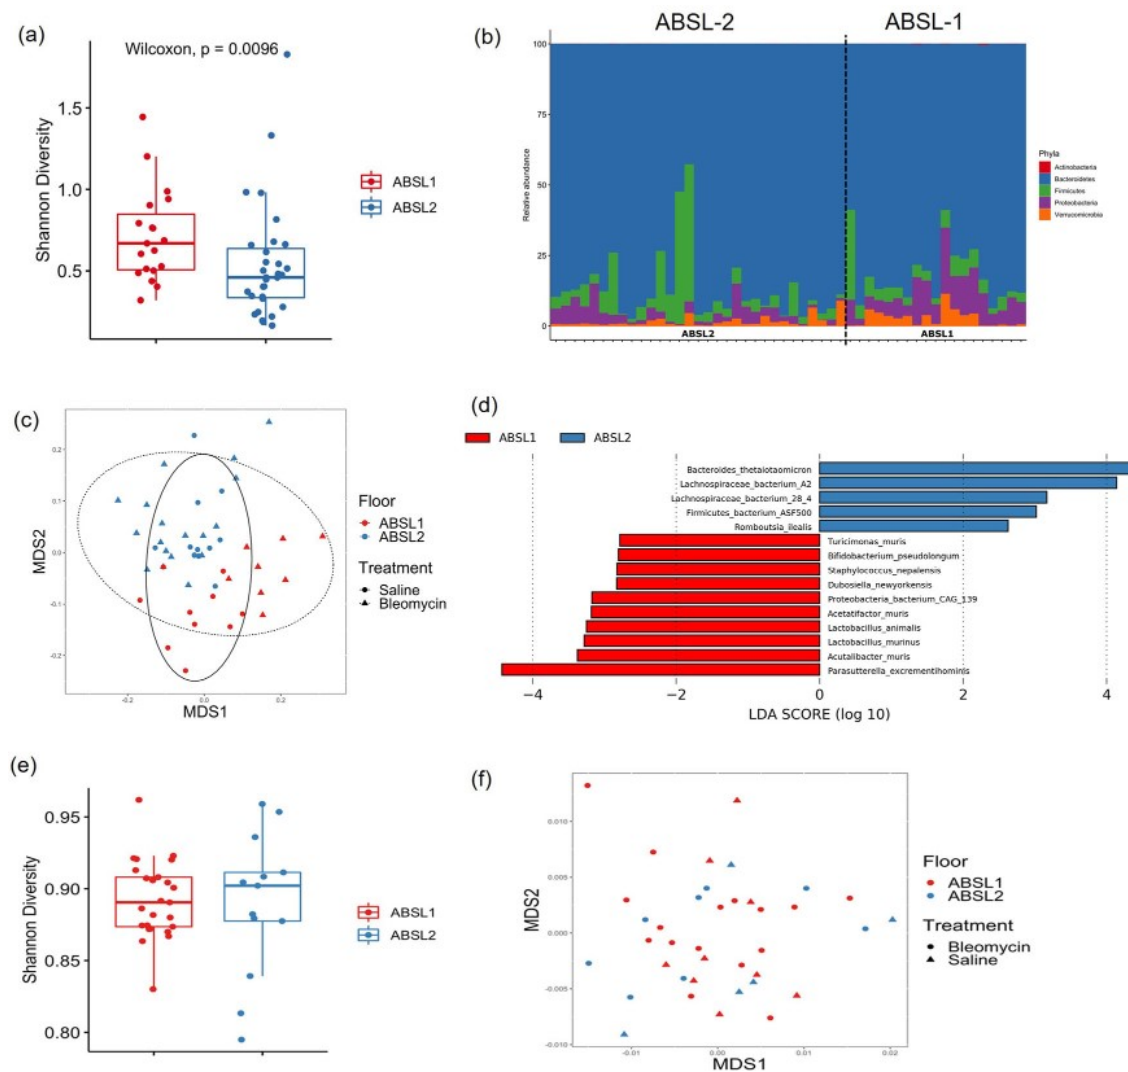 (a)
Wilcoxon, p = 0.0096
Shannon Diversity
1.5
1.0
0.5
ABSL1
ABSL2
(b)
ABSL-2
ABSL-1
Relative abundance
100
75
50
25
0
ABSL2
ABSL1
Phyla
Actinobacteria
Bacteroidetes
Firmicutes
Proteobacteria
Verrucomicrobia
(c)
MDS2
0.2
0.1
0.0
-0.1
-0.2
-0.2
0.0
0.2
MDS1
Floor
ABSL1
ABSL2
Treatment
Saline
Bleomycin
(d)
ABSL1
ABSL2
Bacteroides_thetaiotaomicron
Lachnospiraceae_bacterium_A2
Lachnospiraceae_bacterium_28_4
Firmicutes_bacterium_ASF500
Romboutsia_ilealis
Turicimonas_muris
Bifidobacterium_pseudolongum
Staphylococcus_nepalensis
Dubosiella_newyorkensis
Proteobacteria_bacterium_CAG_139
Acetatifactor_muris
Lactobacillus_animalis
Lactobacillus_murinus
Acutalibacter_muris
Parasutterella_excrementihominis
−4
−2
0
2
4
LDA SCORE (log 10)
(e)
Shannon Diversity
0.95
0.90
0.85
0.80
ABSL1
ABSL2
(f)
MDS2
0.010
0.005
0.000
-0.005
-0.010
-0.01
0.00
0.01
0.02
MDS1
Floor
ABSL1
ABSL2
Treatment
Bleomycin
Saline